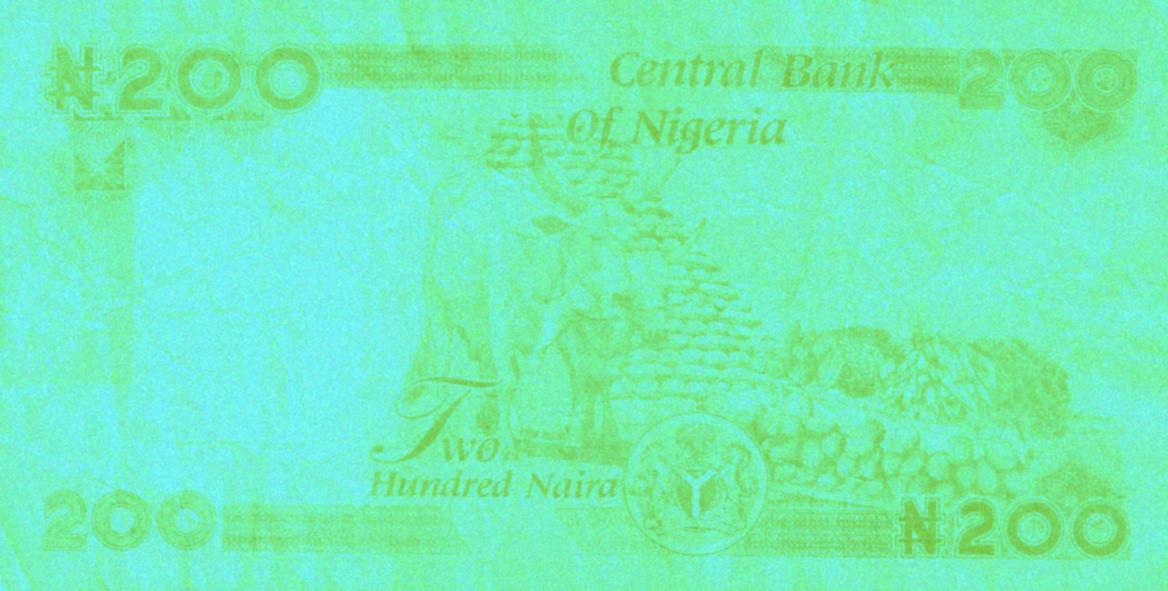 ₦200
Central Bank
Of Nigeria
200
Two
Hundred Naira
200
₦200